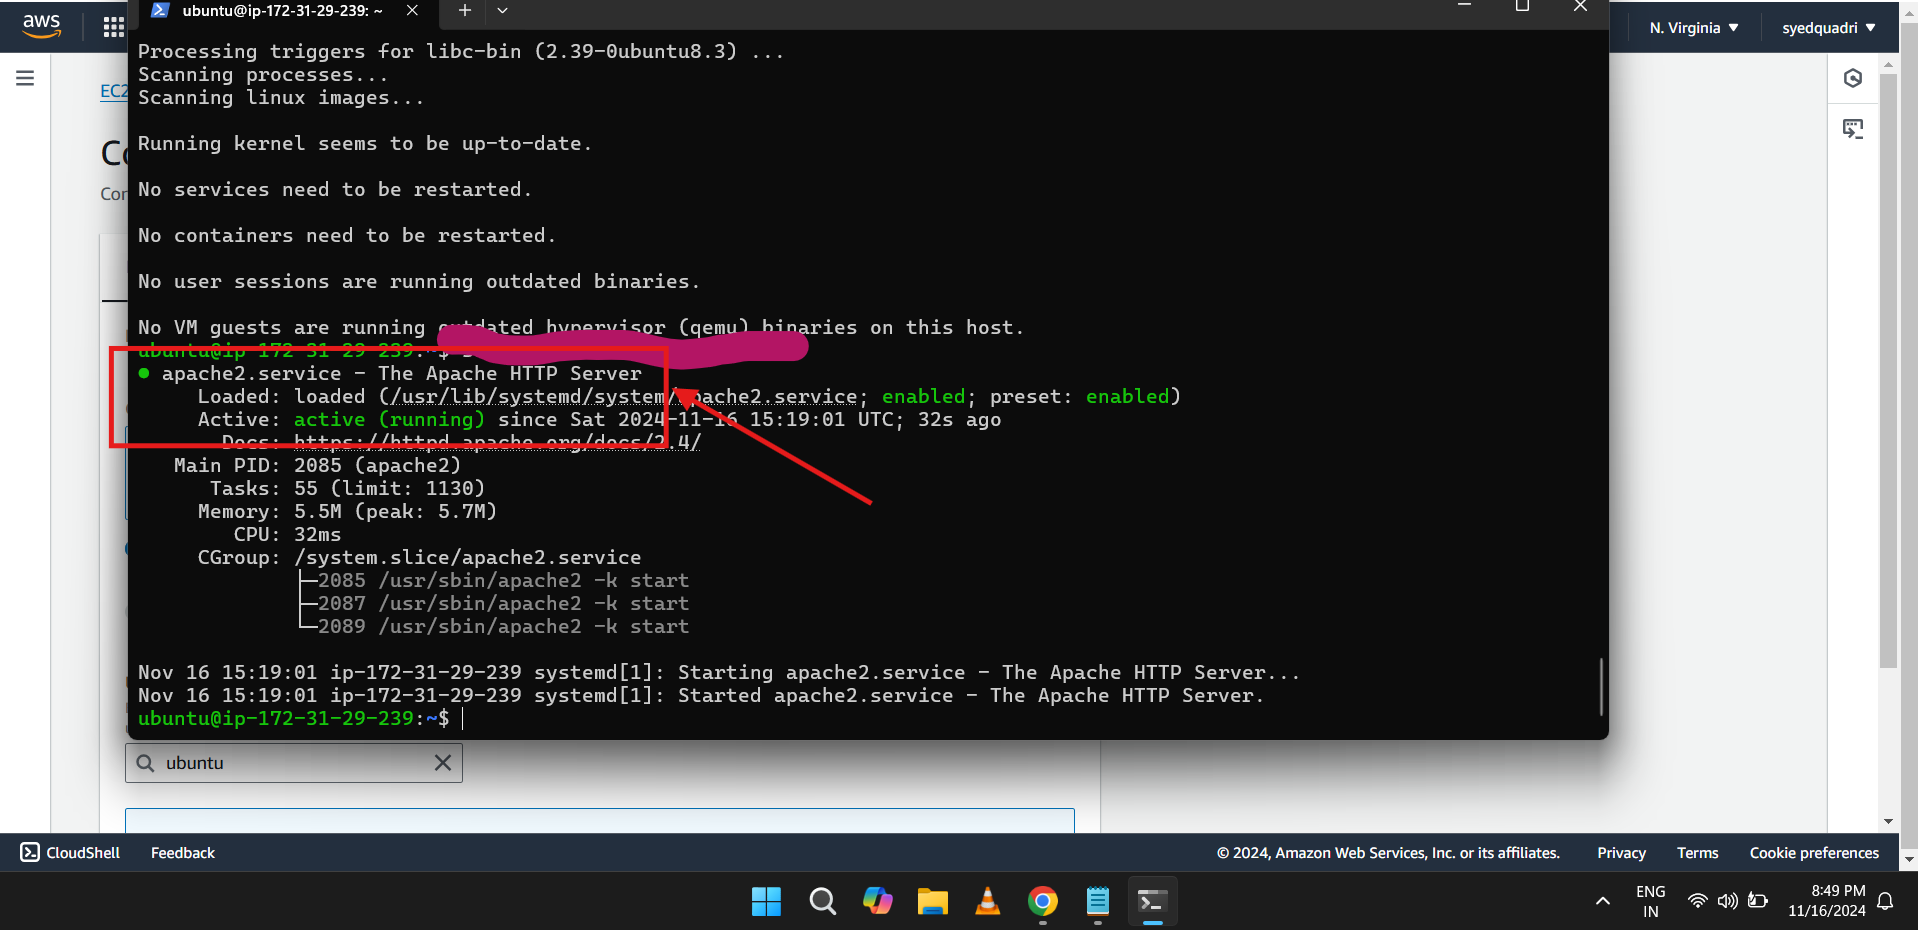 aws
ubuntu@ip-172-31-29-239: ~
N. Virginia
syedquadri
EC2
Processing triggers for libc-bin (2.39-0ubuntu8.3) ...
Scanning processes...
Scanning linux images...
Running kernel seems to be up-to-date.
No services need to be restarted.
No containers need to be restarted.
No user sessions are running outdated binaries.
No VM guests are running outdated hypervisor (qemu) binaries on this host.
ubuntu@ip-172-31-29-239:~$
● apache2.service - The Apache HTTP Server
Loaded: loaded (/usr/lib/systemd/system/apache2.service; enabled; preset: enabled)
Active: active (running) since Sat 2024-11-16 15:19:01 UTC; 32s ago
Docs: https://httpd.apache.org/docs/2.4/
Main PID: 2085 (apache2)
Tasks: 55 (limit: 1130)
Memory: 5.5M (peak: 5.7M)
CPU: 32ms
CGroup: /system.slice/apache2.service
├─2085 /usr/sbin/apache2 -k start
├─2087 /usr/sbin/apache2 -k start
└─2089 /usr/sbin/apache2 -k start
Nov 16 15:19:01 ip-172-31-29-239 systemd[1]: Starting apache2.service - The Apache HTTP Server...
Nov 16 15:19:01 ip-172-31-29-239 systemd[1]: Started apache2.service - The Apache HTTP Server.
ubuntu@ip-172-31-29-239:~$
ubuntu
CloudShell Feedback © 2024, Amazon Web Services, Inc. or its affiliates. Privacy Terms Cookie preferences
ENG
IN
8:49 PM
11/16/2024